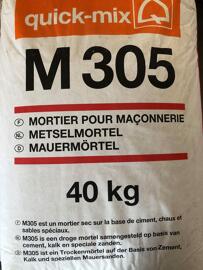 quick-mix
M 305
F MORTIER POUR MAÇONNERIE
NL METSELMORTEL
D MAUERMÖRTEL
40 kg
F M305 est un mortier sec sur la base de ciment, chaux et
sables spéciaux.
NL M305 is een droge mortel samengesteld op basis van
cement, kalk en speciale zanden.
D M305 ist ein Trockenmörtel auf der Basis von Zement,
Kalk und speziellen Mauersanden.